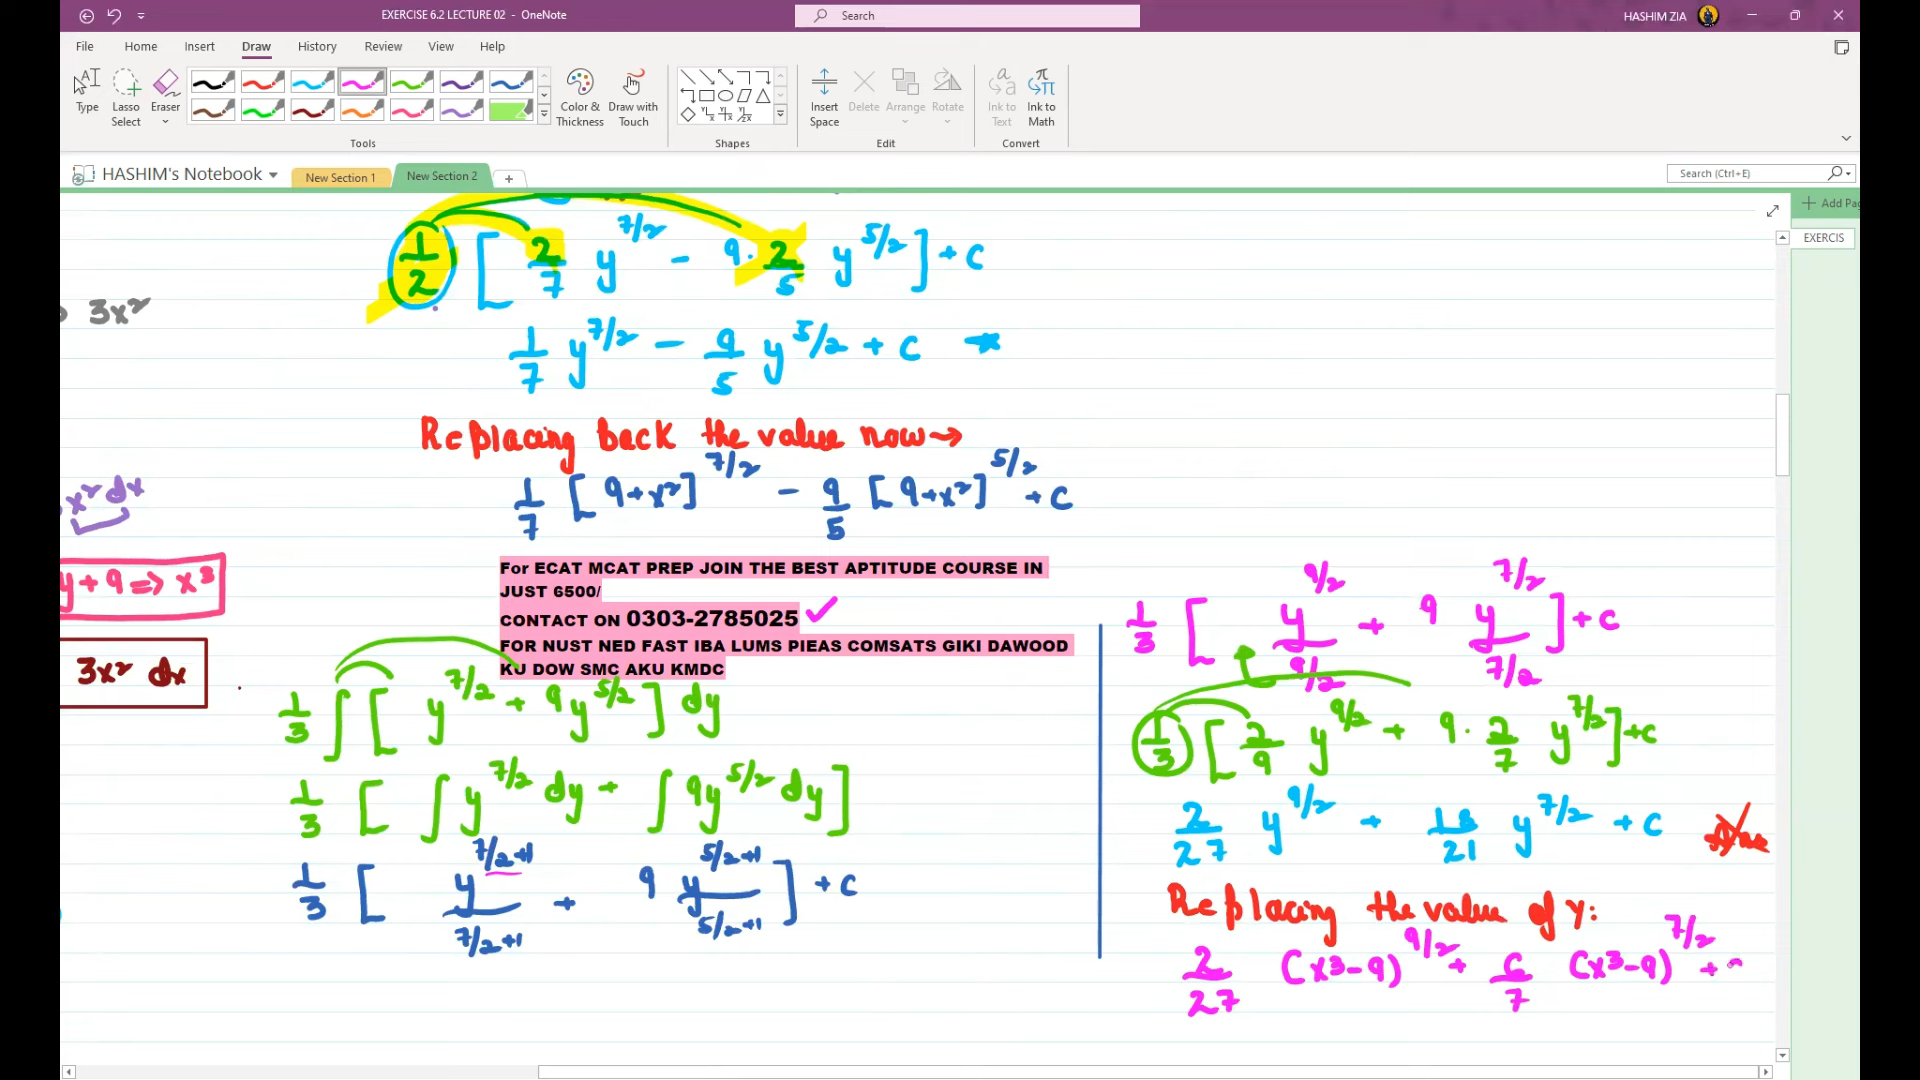 EXERCISE 6.2 LECTURE 02 - OneNote
Search
HASHIM ZIA
File Home Insert Draw History Review View Help
Type
Lasso Select
Eraser
Color & Thickness
Draw with Touch
Insert Space
Delete
Arrange
Rotate
Ink to Text
Ink to Math
Tools
Shapes
Edit
Convert
HASHIM's Notebook
New Section 1
New Section 2
Search (Ctrl+E)
Add Pag
EXERCIS
1/2 [ 2/7 y^7/2 - 9. 2/5 y^5/2 ] + c
3x²
1/7 y^7/2 - 9/5 y^5/2 + c
Replacing back the value now →
1/7 [9+x²]^7/2 - 9/5 [9+x²]^5/2 + c
x² dx
y + 9 => x³
3x² dx
For ECAT MCAT PREP JOIN THE BEST APTITUDE COURSE IN
JUST 6500/
CONTACT ON 0303-2785025
FOR NUST NED FAST IBA LUMS PIEAS COMSATS GIKI DAWOOD
KU DOW SMC AKU KMDC
1/3 ∫ [ y^7/2 + 9y^5/2 ] dy
1/3 [ ∫ y^7/2 dy + ∫ 9y^5/2 dy ]
1/3 [ y^7/2+1 / 7/2+1 + 9 y^5/2+1 / 5/2+1 ] + c
1/3 [ y^9/2 / 9/2 + 9 y^7/2 / 7/2 ] + c
1/3 [ 2/9 y^9/2 + 9. 2/7 y^7/2 ] + c
2/27 y^9/2 + 18/21 y^7/2 + c
Replacing the value of y:
2/27 (x³-9)^9/2 + 6/7 (x³-9)^7/2 +